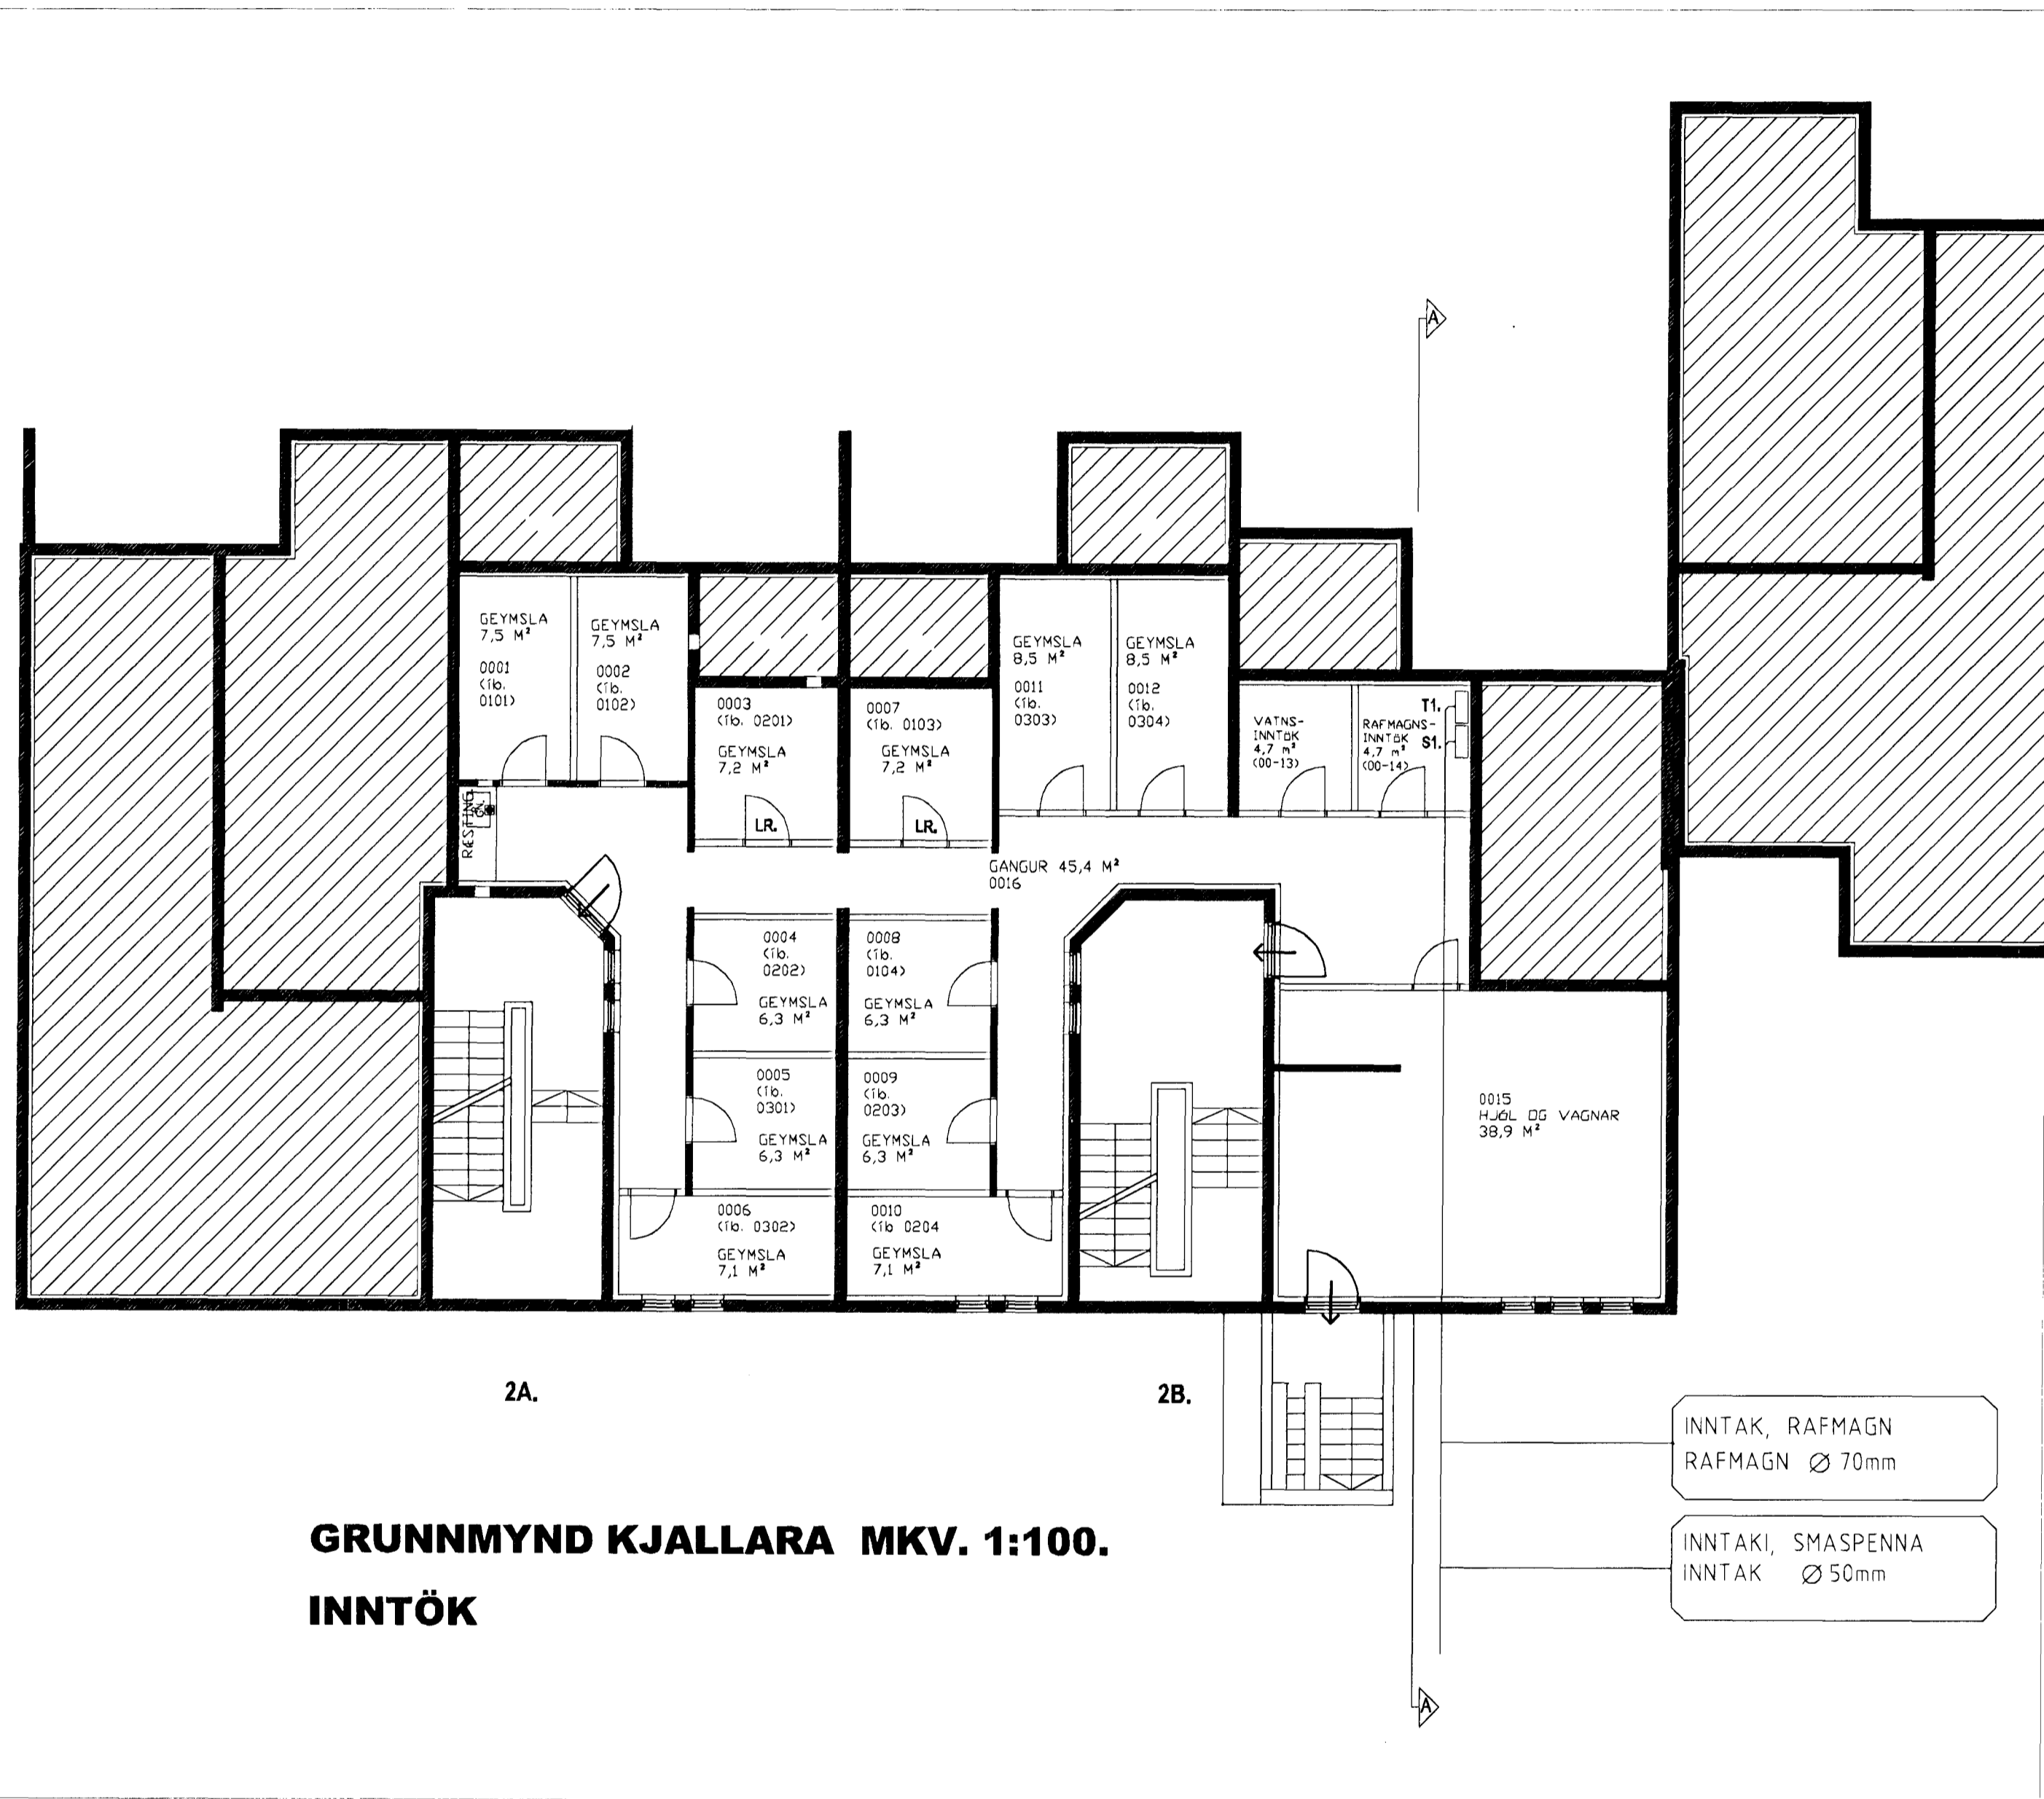 A
GEYMSLA
7,5 M²
0001
(íb.
0101)
GEYMSLA
7,5 M²
0002
(íb.
0102)
0003
(íb. 0201)
GEYMSLA
7,2 M²
LR.
0007
(íb. 0103)
GEYMSLA
7,2 M²
LR.
GEYMSLA
8,5 M²
0011
(íb.
0303)
GEYMSLA
8,5 M²
0012
(íb.
0304)
VATNS-
INNTÖK
4,7 m²
(00-13)
RAFMAGNS-
INNTÖK
4,7 m²
(00-14)
T1.
S1.
RÆSTING
GANGUR 45,4 M²
0016
0004
(íb.
0202)
GEYMSLA
6,3 M²
0008
(íb.
0104)
GEYMSLA
6,3 M²
0005
(íb.
0301)
GEYMSLA
6,3 M²
0009
(íb.
0203)
GEYMSLA
6,3 M²
0006
(íb. 0302)
GEYMSLA
7,1 M²
0010
(íb 0204
GEYMSLA
7,1 M²
0015
HJÓL OG VAGNAR
38,9 M²
2A.
2B.
INNTAK, RAFMAGN
RAFMAGN Ø 70mm
INNTAKI, SMASPENNA
INNTAK Ø 50mm
GRUNNMYND KJALLARA MKV. 1:100.
INNTÖK
A